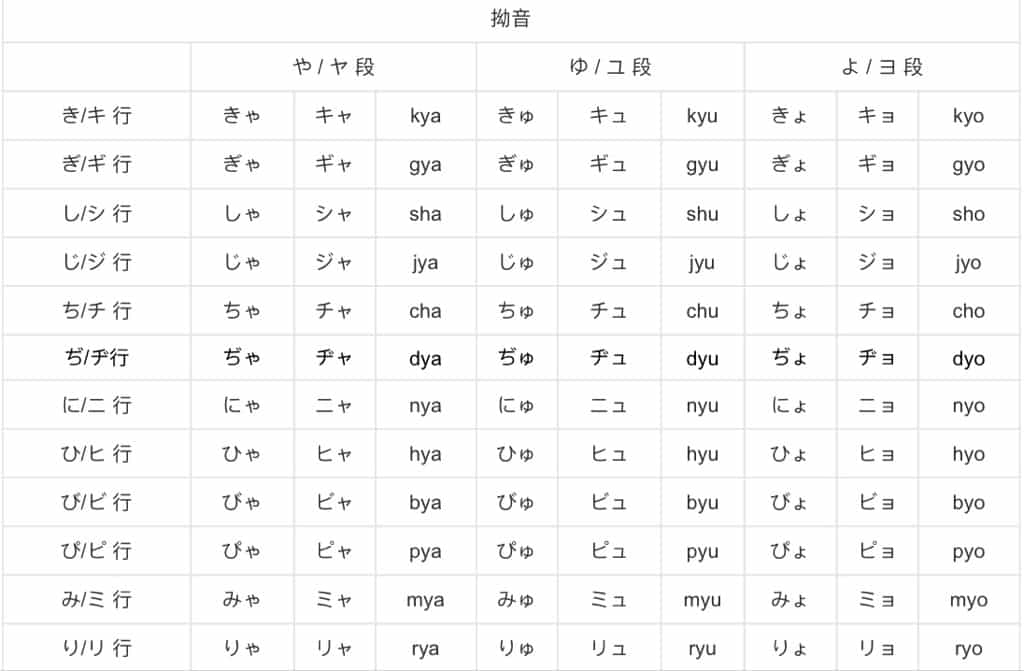 拗音
や / ヤ 段 ゆ / ユ 段 よ / ヨ 段
き/キ 行 きゃ キャ kya きゅ キュ kyu きょ キョ kyo
ぎ/ギ 行 ぎゃ ギャ gya ぎゅ ギュ gyu ぎょ ギョ gyo
し/シ 行 しゃ シャ sha しゅ シュ shu しょ ショ sho
じ/ジ 行 じゃ ジャ jya じゅ ジュ jyu じょ ジョ jyo
ち/チ 行 ちゃ チャ cha ちゅ チュ chu ちょ チョ cho
ぢ/ヂ行 ぢゃ ヂャ dya ぢゅ ヂュ dyu ぢょ ヂョ dyo
に/ニ 行 にゃ ニャ nya にゅ ニュ nyu にょ ニョ nyo
ひ/ヒ 行 ひゃ ヒャ hya ひゅ ヒュ hyu ひょ ヒョ hyo
び/ビ 行 びゃ ビャ bya びゅ ビュ byu びょ ビョ byo
ぴ/ピ 行 ぴゃ ピャ pya ぴゅ ピュ pyu ぴょ ピョ pyo
み/ミ 行 みゃ ミャ mya みゅ ミュ myu みょ ミョ myo
り/リ 行 りゃ リャ rya りゅ リュ ryu りょ リョ ryo